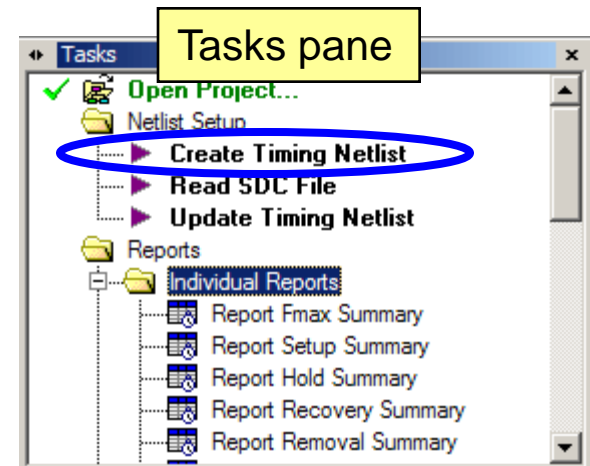 Tasks pane
Tasks
Open Project...
Netlist Setup
Create Timing Netlist
Read SDC File
Update Timing Netlist
Reports
Individual Reports
Report Fmax Summary
Report Setup Summary
Report Hold Summary
Report Recovery Summary
Report Removal Summary